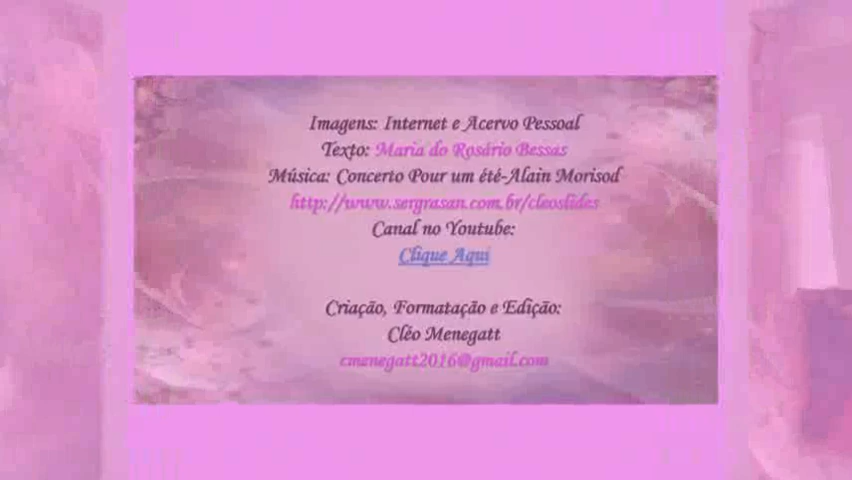 Imagens: Internet e Acervo Pessoal
Texto: Maria do Rosário Bessas
Música: Concerto Pour um été-Alain Morisod
http://www.sergrasan.com.br/cleoslides
Canal no Youtube:
Clique Aqui
Criação, Formatação e Edição:
Cléo Menegatt
cmenegatt2016@gmail.com